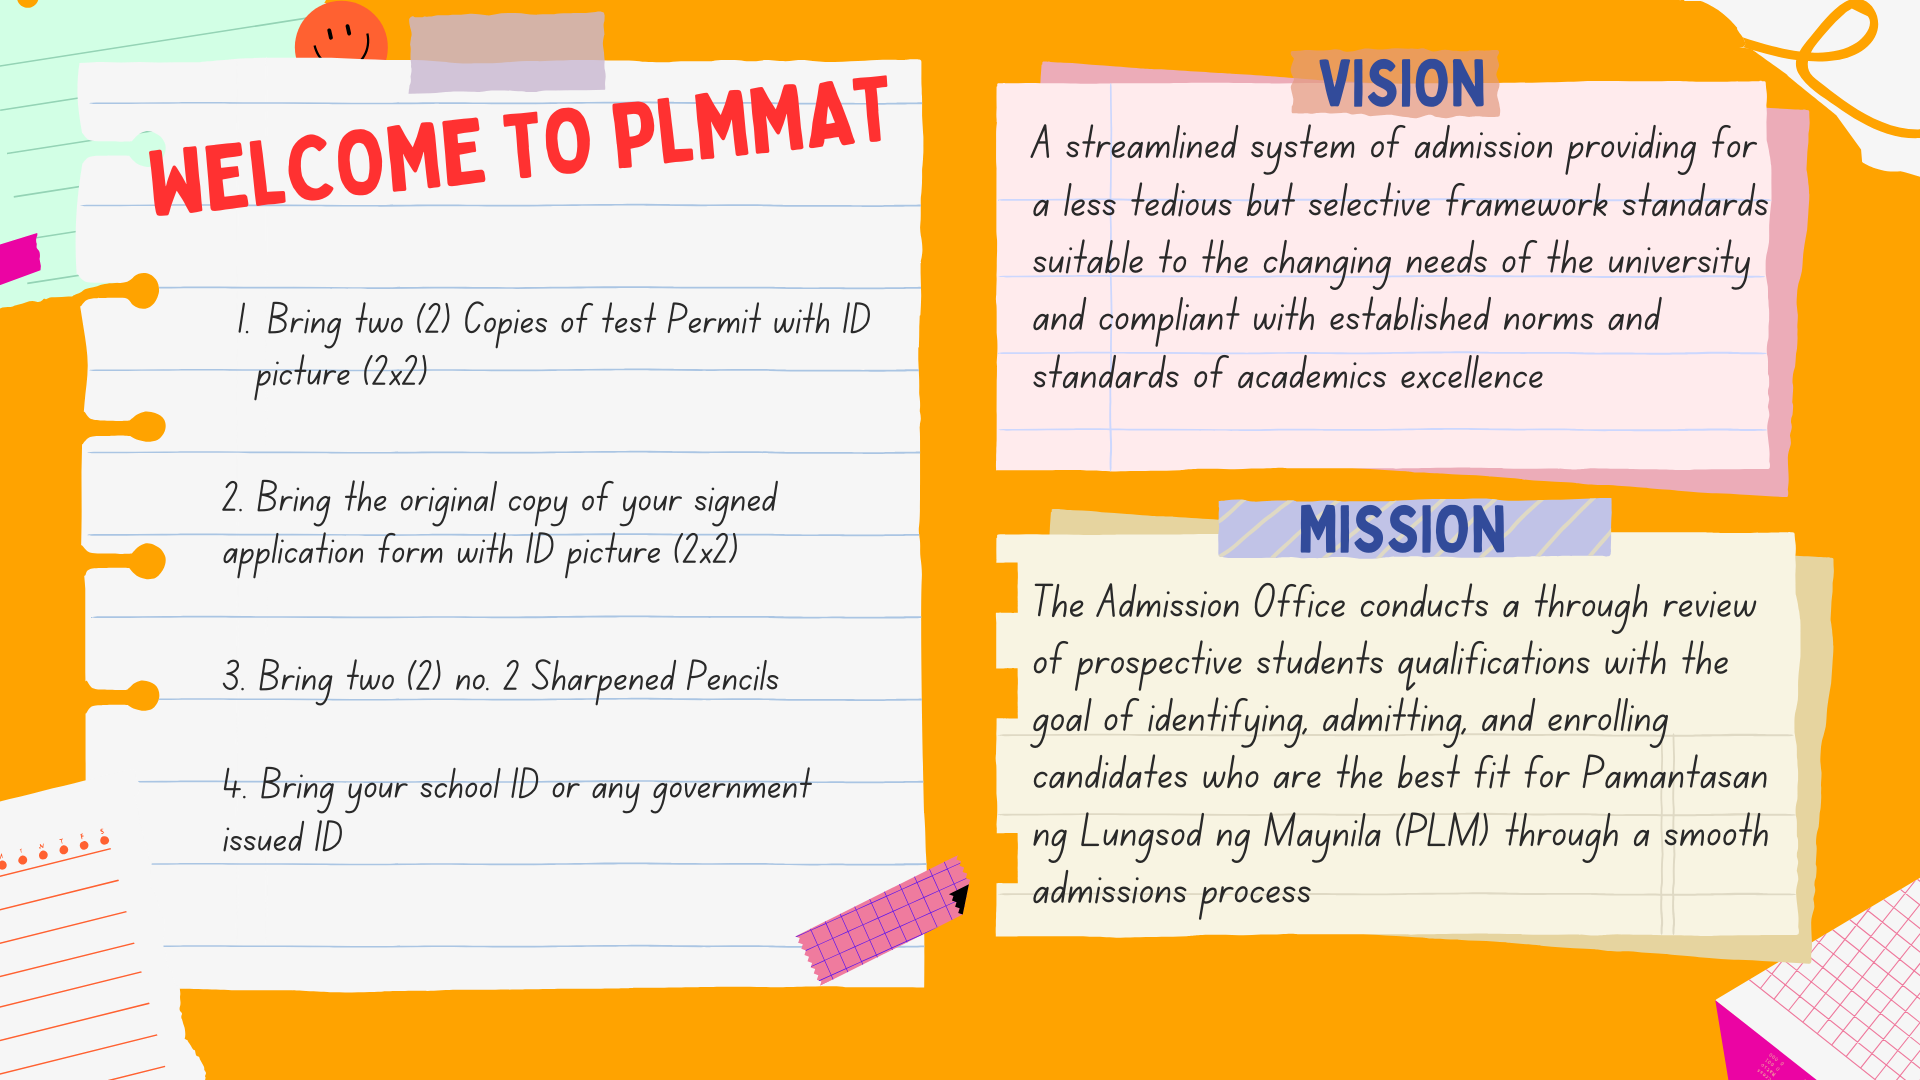 WELCOME TO PLMMAT
1. Bring two (2) Copies of test Permit with ID
picture (2x2)
2. Bring the original copy of your signed
application form with ID picture (2x2)
3. Bring two (2) no. 2 Sharpened Pencils
4. Bring your school ID or any government
issued ID
VISION
A streamlined system of admission providing for
a less tedious but selective framework standards
suitable to the changing needs of the university
and compliant with established norms and
standards of academics excellence
MISSION
The Admission Office conducts a through review
of prospective students qualifications with the
goal of identifying, admitting, and enrolling
candidates who are the best fit for Pamantasan
ng Lungsod ng Maynila (PLM) through a smooth
admissions process